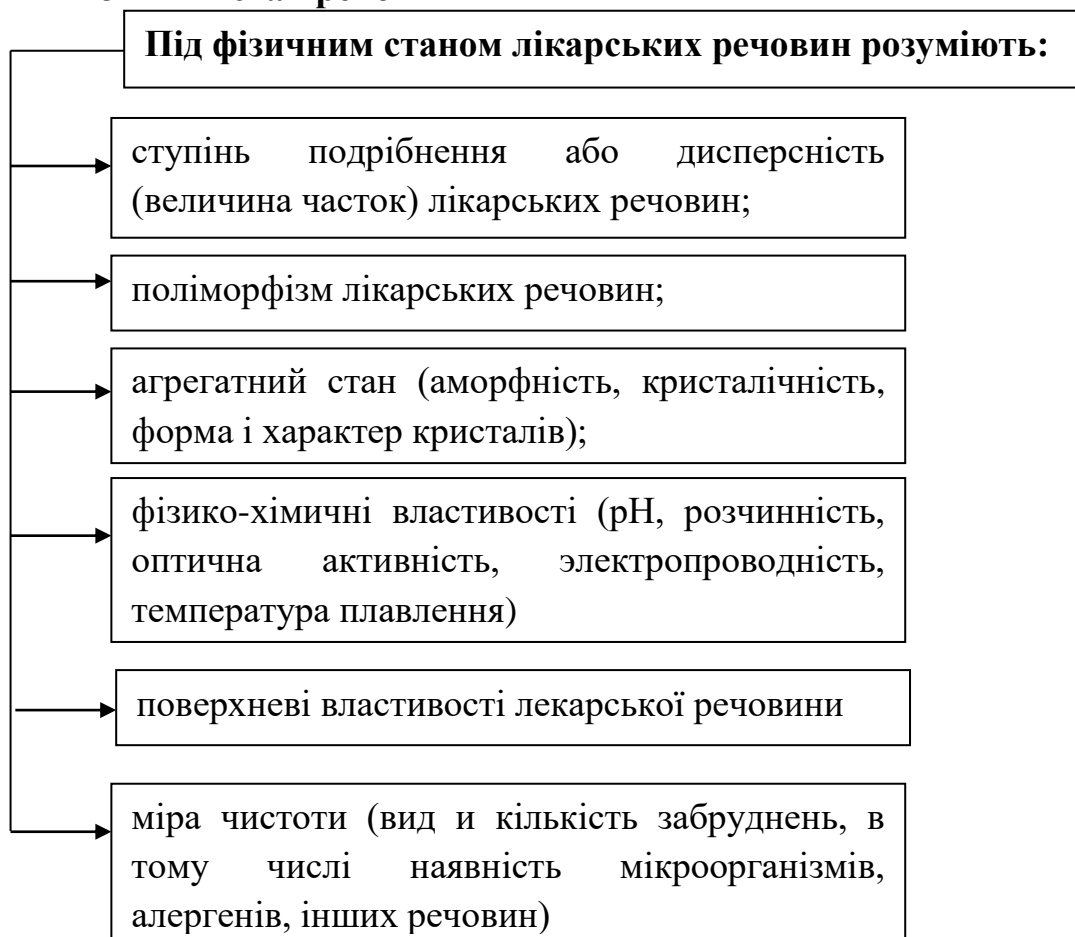 Під фізичним станом лікарських речовин розуміють:
ступінь подрібнення або дисперсність
(величина часток) лікарських речовин;
поліморфізм лікарських речовин;
агрегатний стан (аморфність, кристалічність,
форма і характер кристалів);
фізико-хімичні властивості (рН, розчинність,
оптична активність, электропроводність,
температура плавлення)
поверхневі властивості лекарської речовини
міра чистоти (вид и кількість забруднень, в
тому числі наявність мікроорганізмів,
алергенів, інших речовин)